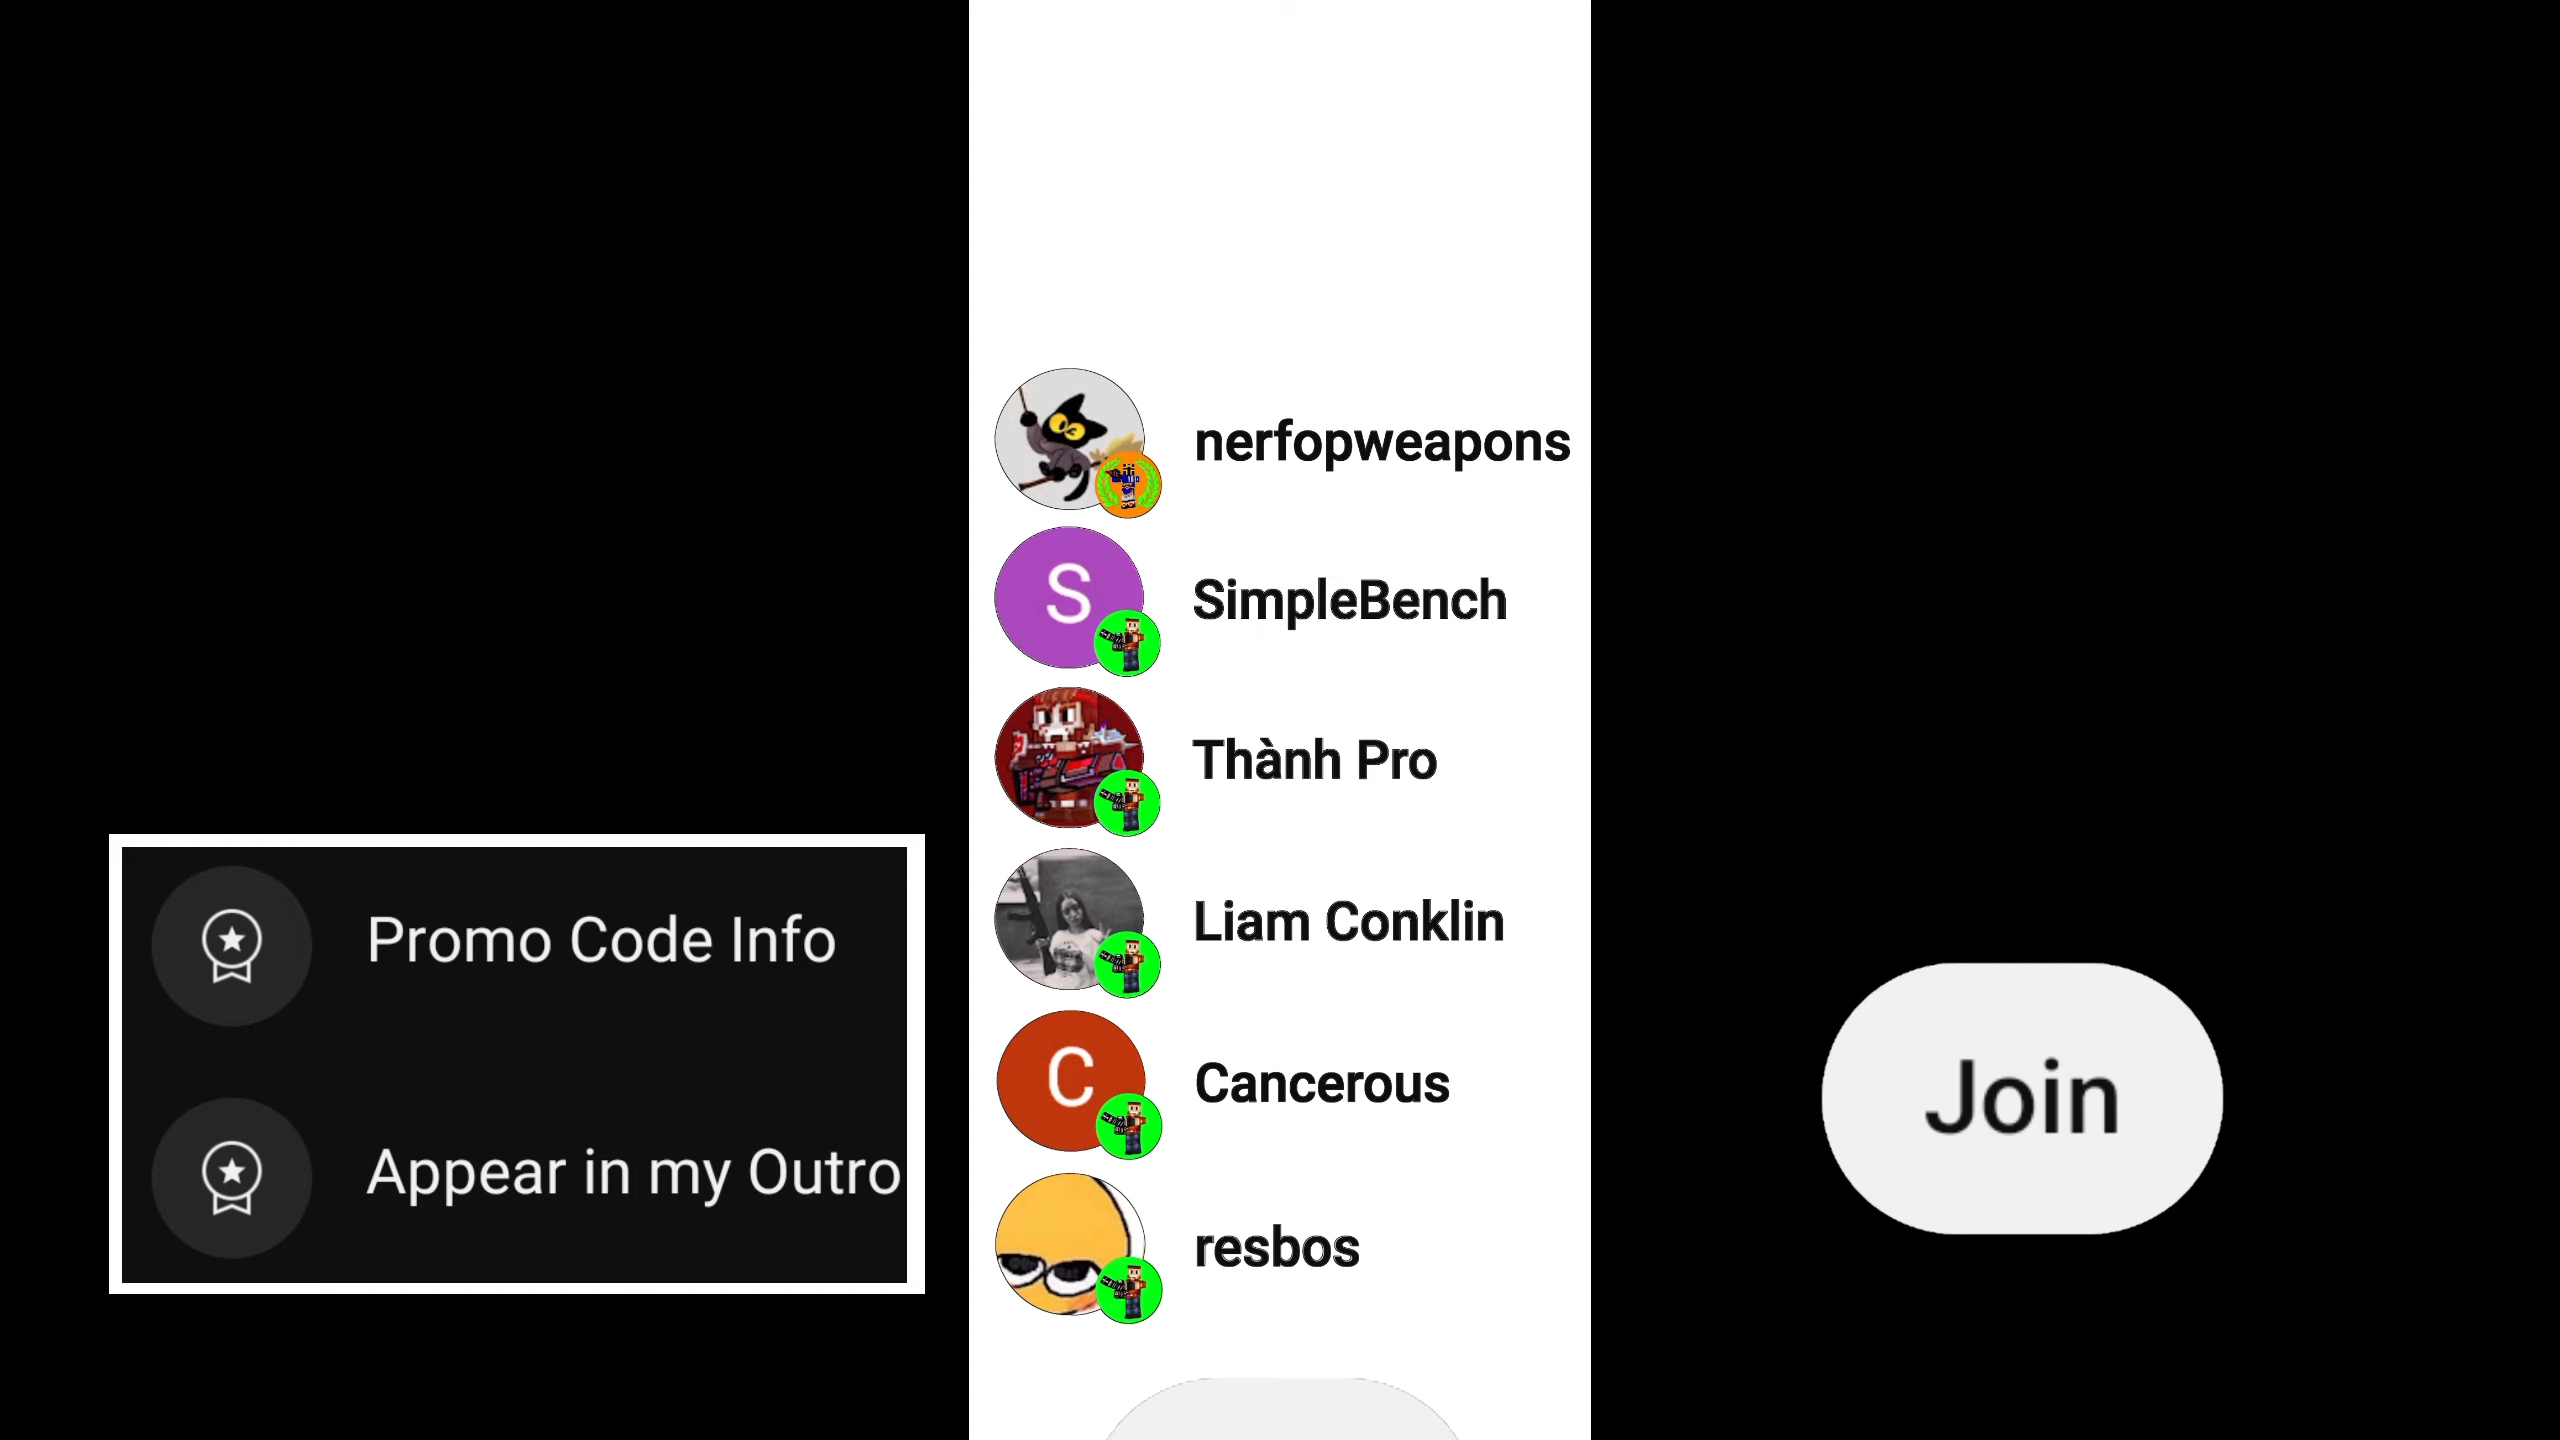 Promo Code Info
Appear in my Outro
nerfopweapons
S
SimpleBench
Thành Pro
Liam Conklin
C
Cancerous
resbos
Join